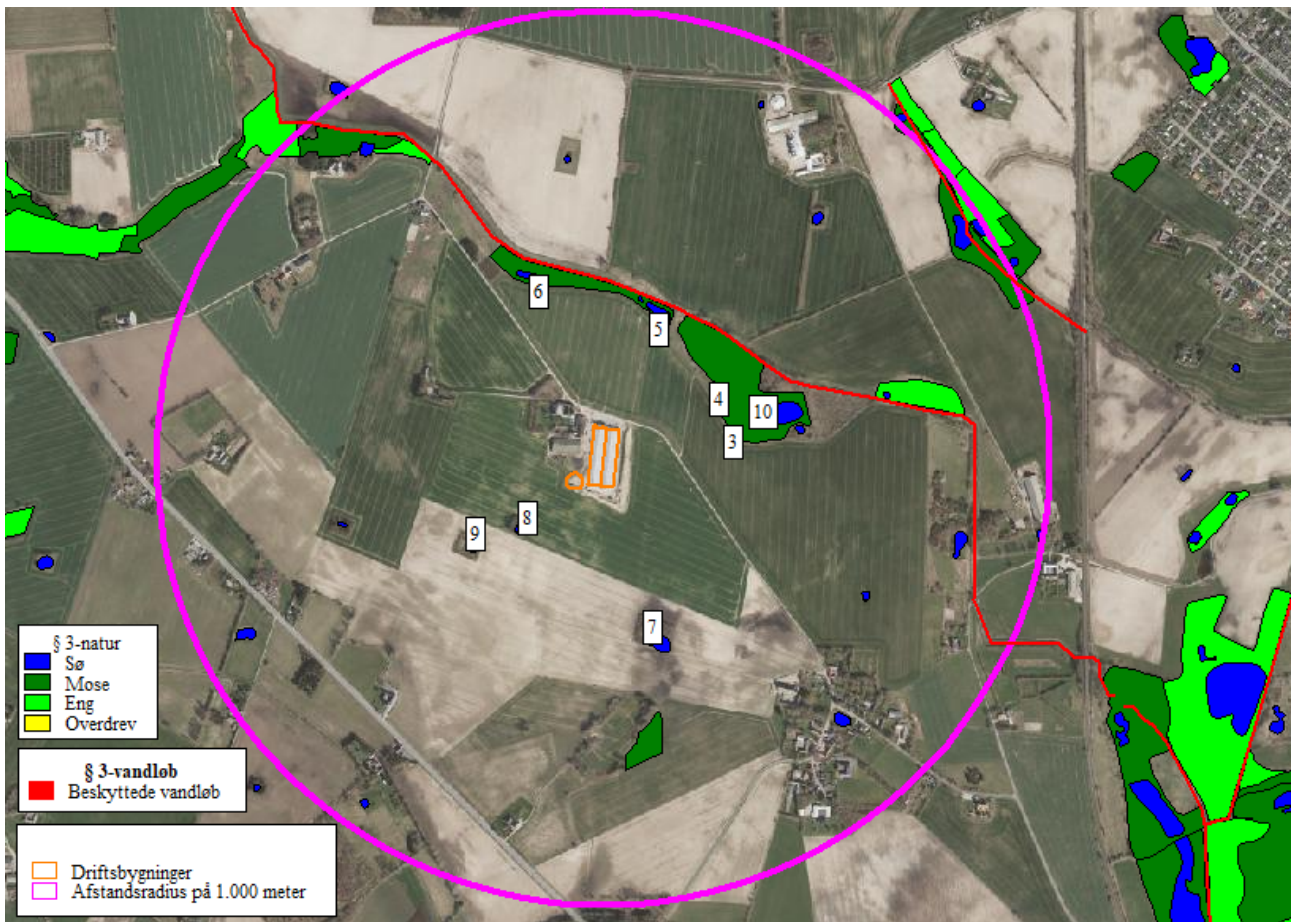 6
5
4
10
3
8
9
7
§ 3-natur
Sø
Mose
Eng
Overdrev
§ 3-vandløb
Beskyttede vandløb
Driftsbygninger
Afstandsradius på 1.000 meter